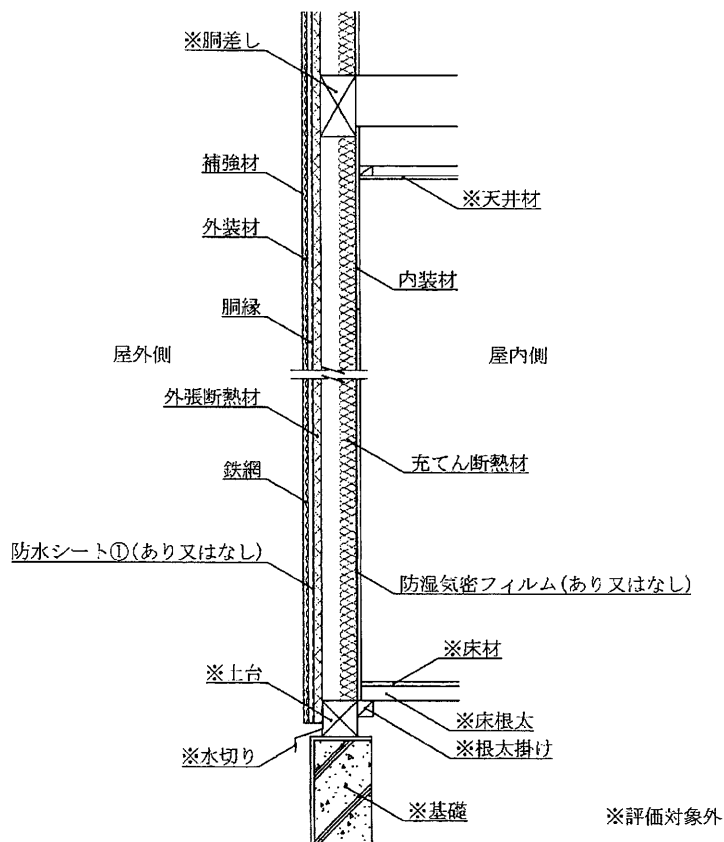 ※胴差し
補強材
※天井材
外装材
内装材
胴縁
屋外側
屋内側
外張断熱材
充てん断熱材
鉄網
防水シート①(あり又はなし)
防湿気密フィルム(あり又はなし)
※床材
※土台
※床根太
※水切り
※根太掛け
※基礎
※評価対象外